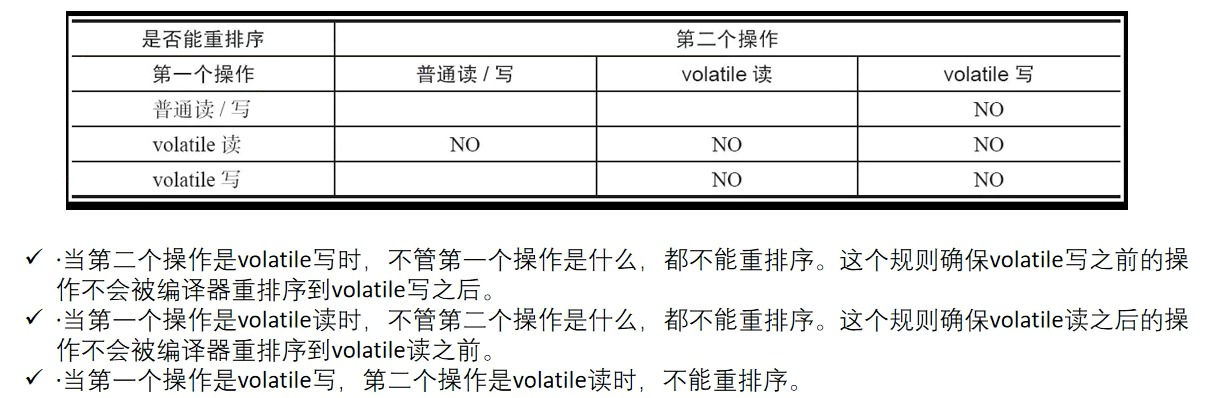 是否能重排序 第二个操作
第一个操作 普通读 / 写 volatile 读 volatile 写
普通读 / 写 NO
volatile 读 NO NO NO
volatile 写 NO NO
✓ ·当第二个操作是volatile写时，不管第一个操作是什么，都不能重排序。这个规则确保volatile写之前的操
作不会被编译器重排序到volatile写之后。
✓ ·当第一个操作是volatile读时，不管第二个操作是什么，都不能重排序。这个规则确保volatile读之后的操
作不会被编译器重排序到volatile读之前。
✓ ·当第一个操作是volatile写，第二个操作是volatile读时，不能重排序。